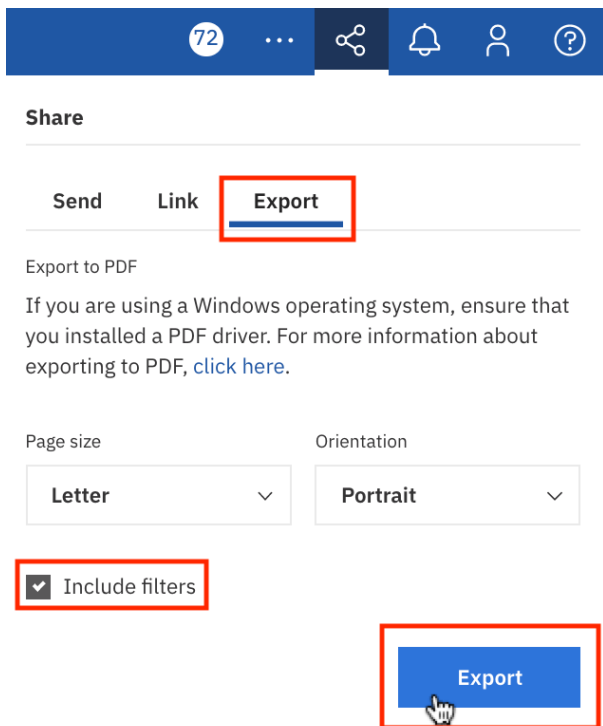 72
Share
Send Link Export
Export to PDF
If you are using a Windows operating system, ensure that
you installed a PDF driver. For more information about
exporting to PDF, click here.
Page size Orientation
Letter Portrait
Include filters
Export